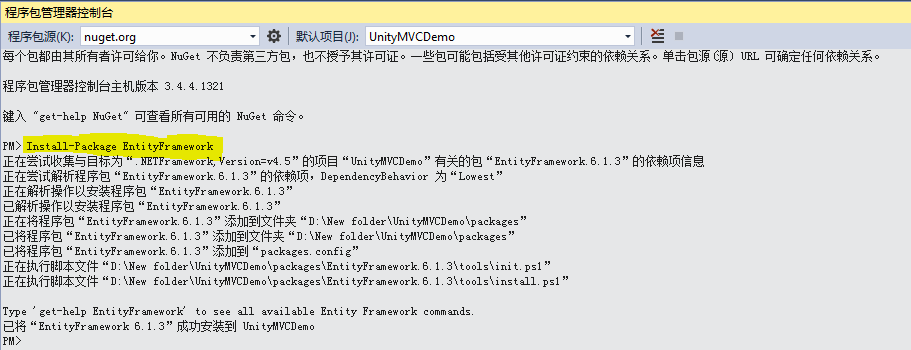 程序包管理器控制台
程序包源(K): nuget.org 默认项目(J): UnityMVCDemo
每个包都由其所有者许可给你。NuGet 不负责第三方包，也不授予其许可证。一些包可能包括受其他许可证约束的依赖关系。单击包源(源) URL 可确定任何依赖关系。
程序包管理器控制台主机版本 3.4.4.1321
键入 "get-help NuGet" 可查看所有可用的 NuGet 命令。
PM> Install-Package EntityFramework
正在尝试收集与目标为“.NETFramework,Version=v4.5”的项目“UnityMVCDemo”有关的包“EntityFramework.6.1.3”的依赖项信息
正在尝试解析程序包“EntityFramework.6.1.3”的依赖项，DependencyBehavior 为“Lowest”
正在解析操作以安装程序包“EntityFramework.6.1.3”
已解析操作以安装程序包“EntityFramework.6.1.3”
正在将程序包“EntityFramework.6.1.3”添加到文件夹“D:\New folder\UnityMVCDemo\packages”
已将程序包“EntityFramework.6.1.3”添加到文件夹“D:\New folder\UnityMVCDemo\packages”
已将程序包“EntityFramework.6.1.3”添加到“packages.config”
正在执行脚本文件“D:\New folder\UnityMVCDemo\packages\EntityFramework.6.1.3\tools\init.ps1”
正在执行脚本文件“D:\New folder\UnityMVCDemo\packages\EntityFramework.6.1.3\tools\install.ps1”
Type 'get-help EntityFramework' to see all available Entity Framework commands.
已将“EntityFramework 6.1.3”成功安装到 UnityMVCDemo
PM>